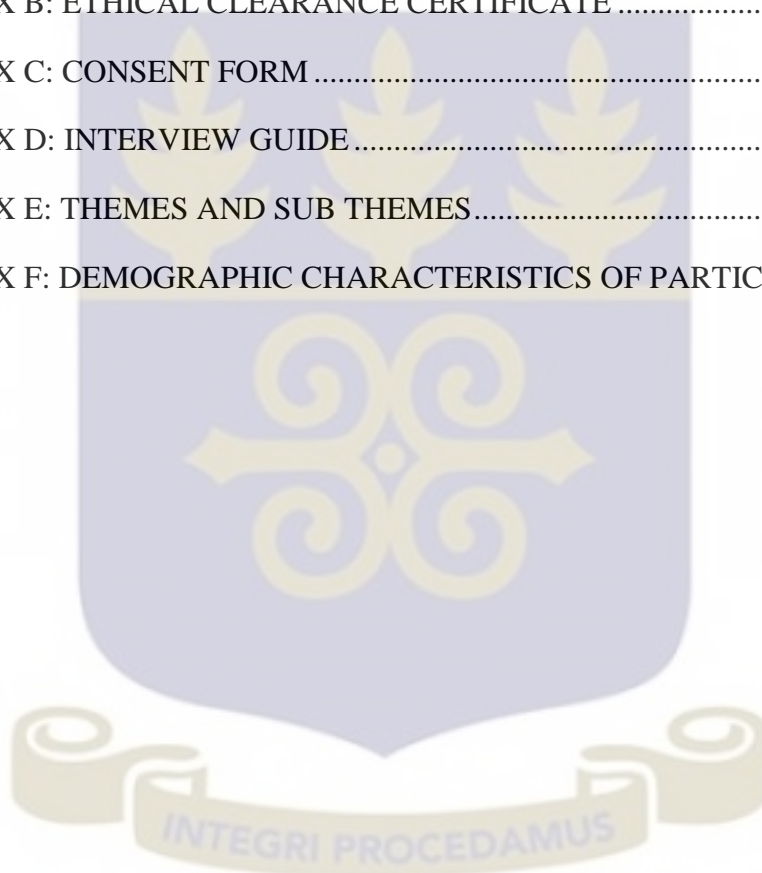 X B: ETHICAL CLEARANCE CERTIFICATE ....................
X C: CONSENT FORM ........................................................
X D: INTERVIEW GUIDE ...................................................
X E: THEMES AND SUB THEMES....................................
X F: DEMOGRAPHIC CHARACTERISTICS OF PARTIC
INTEGRI PROCEDAMUS